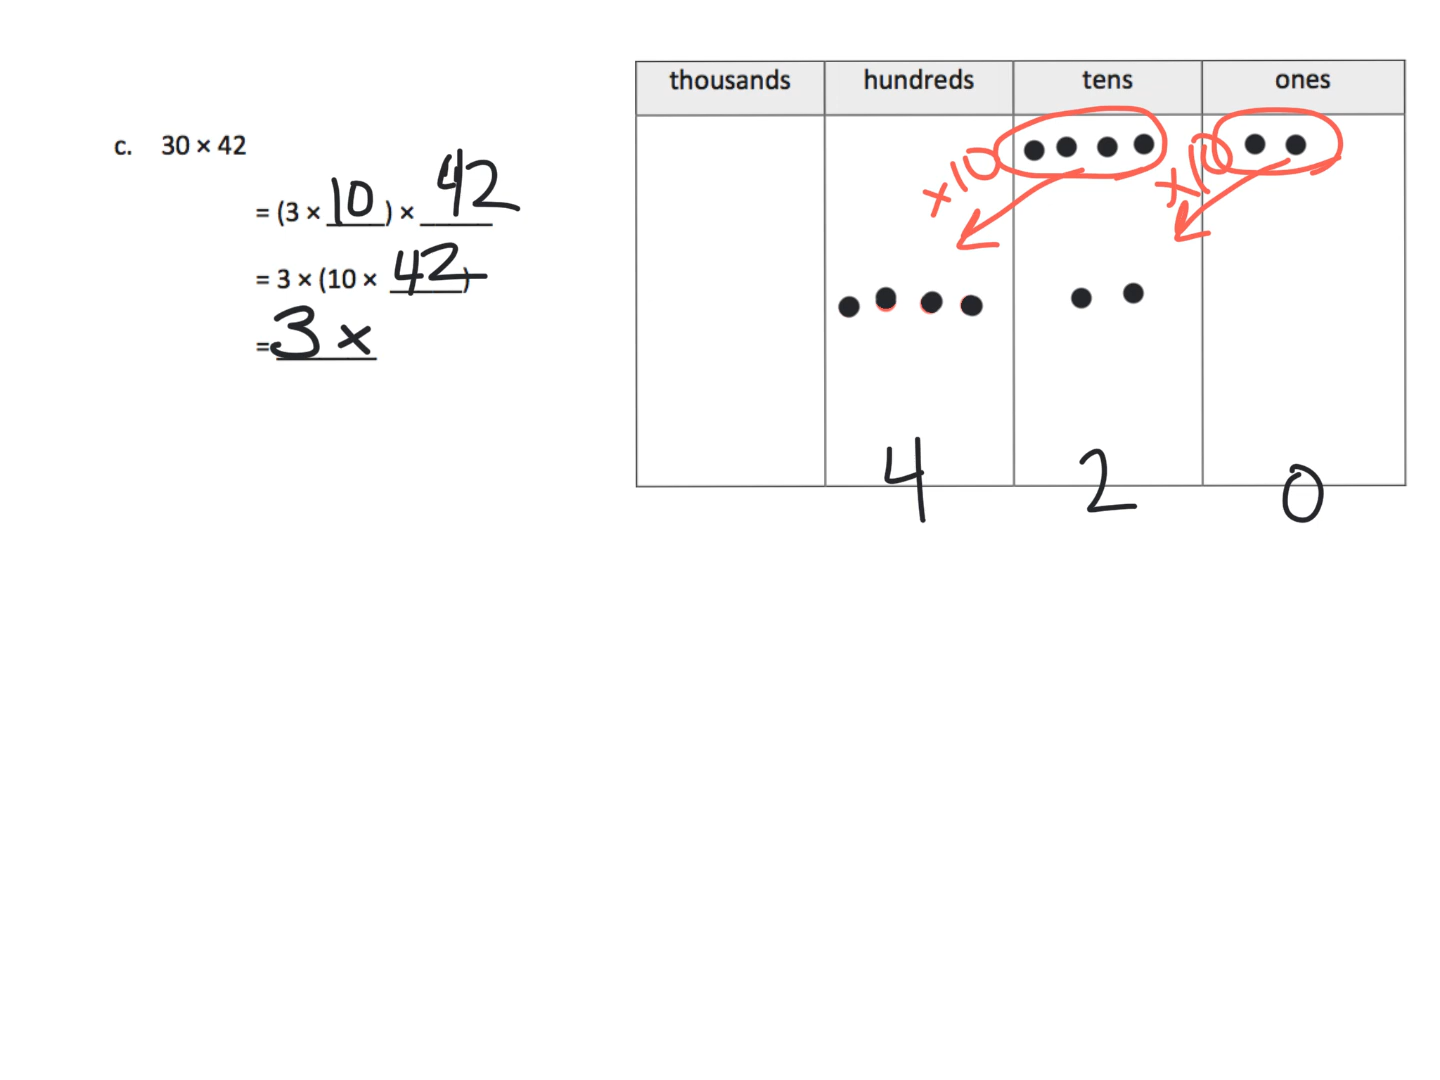 c. 30 × 42
= (3 × 10) × 42
= 3 × (10 × 42)
= 3 ×
thousands hundreds tens ones
×10 ×10
4 2 0